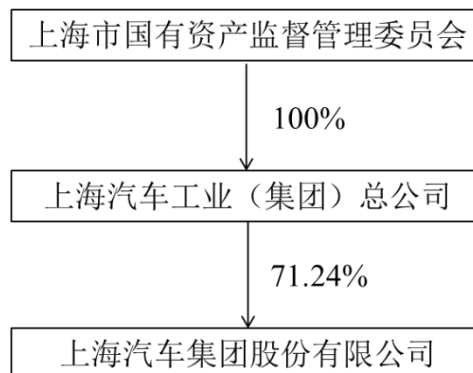 上海市国有资产监督管理委员会
100%
上海汽车工业（集团）总公司
71.24%
上海汽车集团股份有限公司